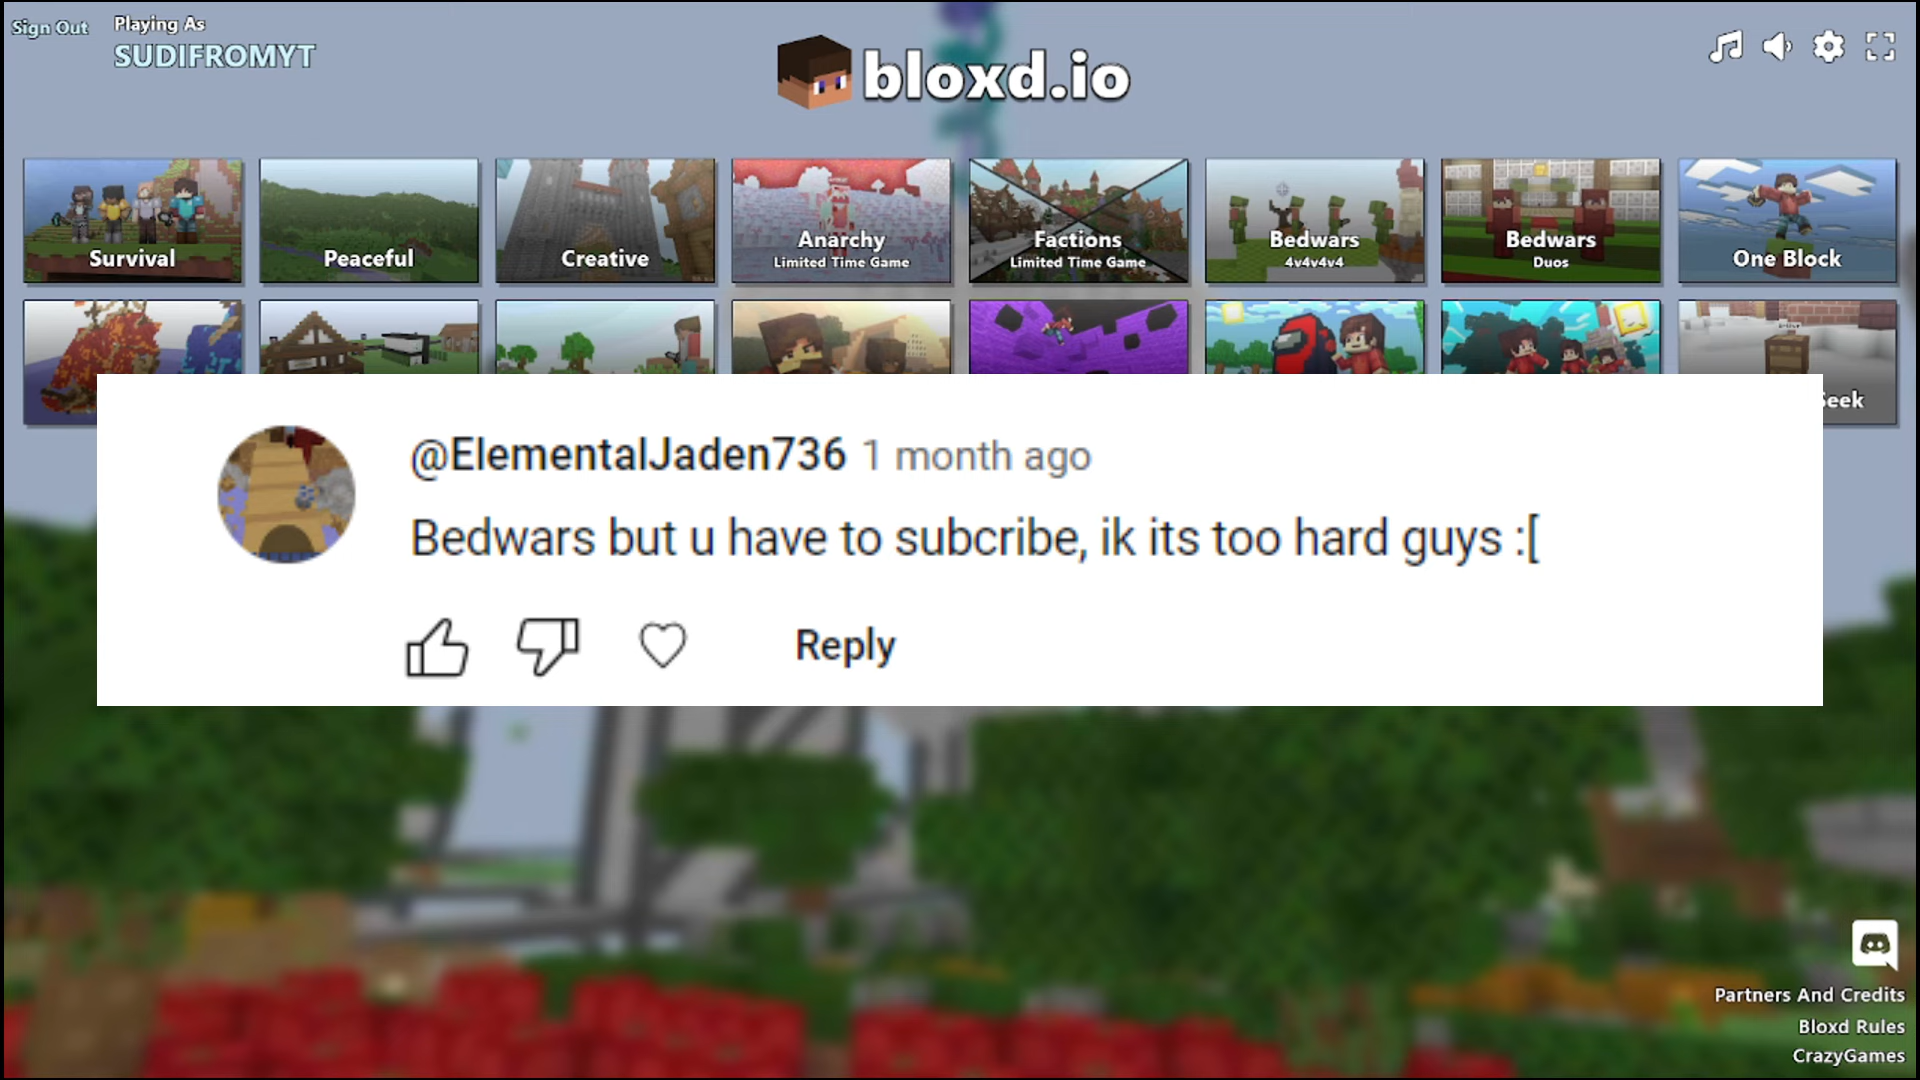 Sign Out
Playing As
SUDIFROMYT
bloxd.io
Survival
Peaceful
Creative
Anarchy
Limited Time Game
Factions
Limited Time Game
Bedwars
4v4v4v4
Bedwars
Duos
One Block
Seek
@ElementalJaden736 1 month ago
Bedwars but u have to subcribe, ik its too hard guys :[
Reply
Partners And Credits
Bloxd Rules
CrazyGames